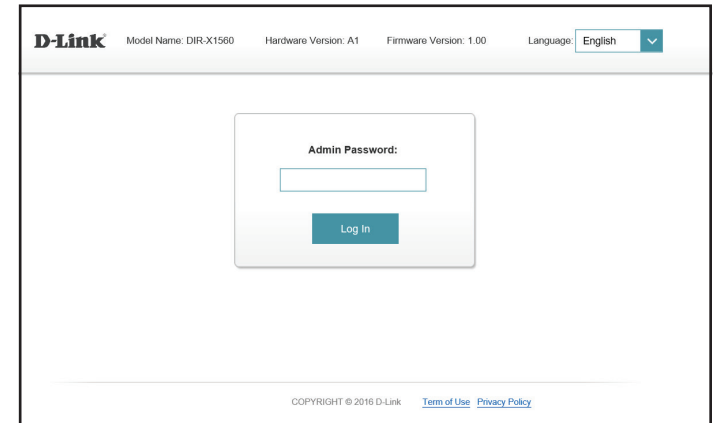 D-Link Model Name: DIR-X1560 Hardware Version: A1 Firmware Version: 1.00 Language: English
Admin Password:
Log In
COPYRIGHT © 2016 D-Link Term of Use Privacy Policy